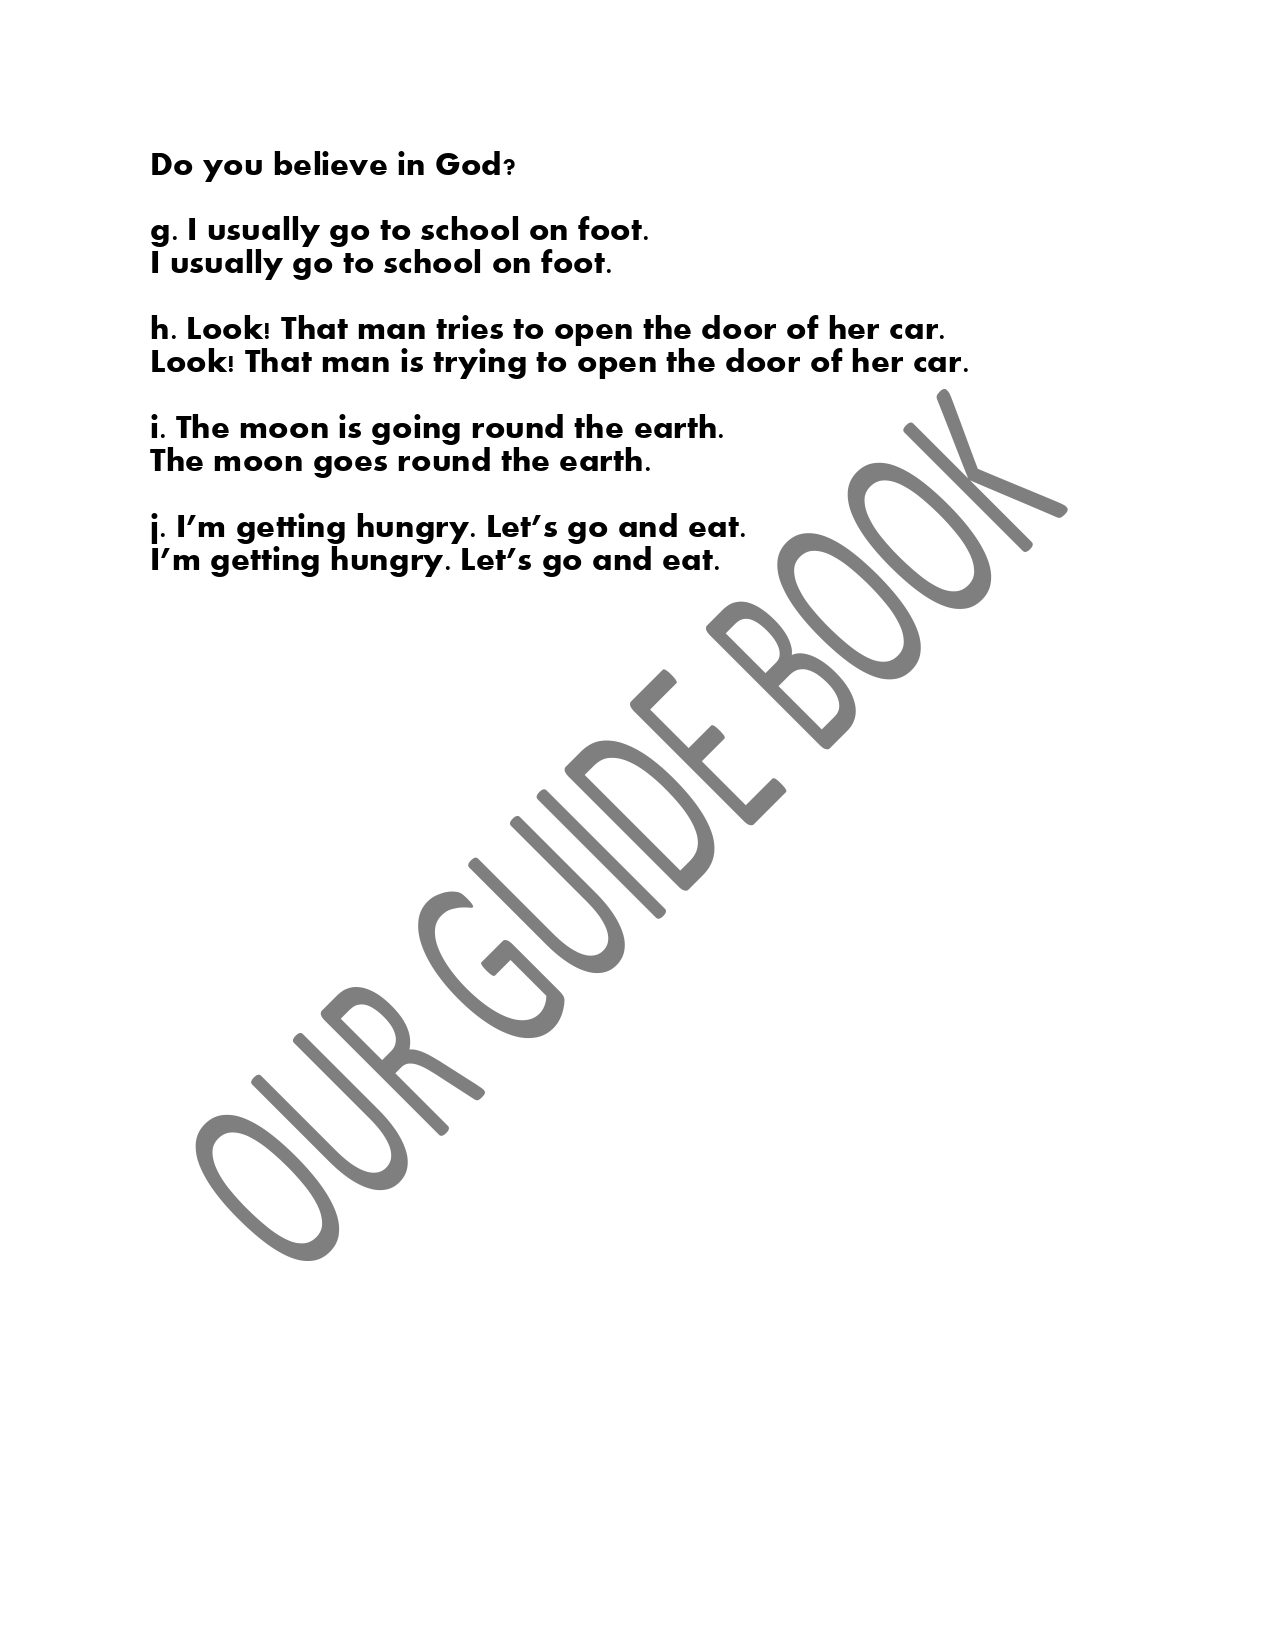 Do you believe in God?
g. I usually go to school on foot.
I usually go to school on foot.
h. Look! That man tries to open the door of her car.
Look! That man is trying to open the door of her car.
i. The moon is going round the earth.
The moon goes round the earth.
j. I’m getting hungry. Let’s go and eat.
I’m getting hungry. Let’s go and eat.
OUR GUIDE BOOK